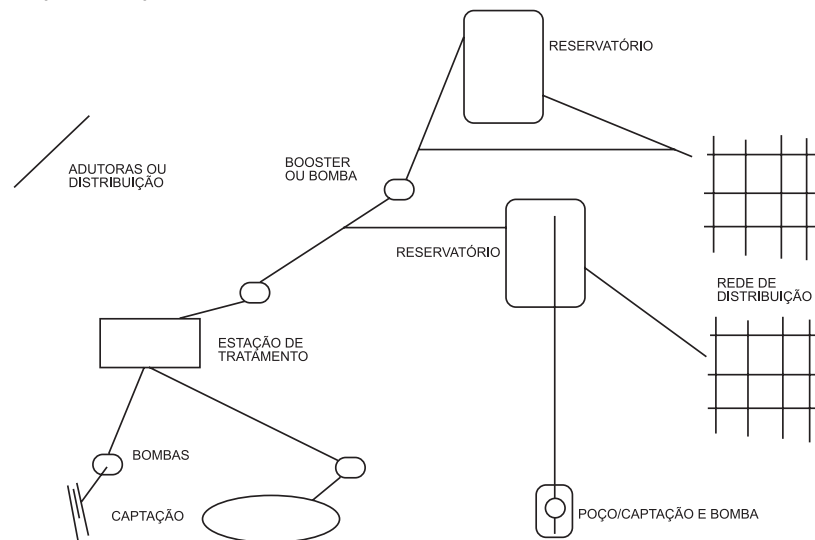 RESERVATÓRIO
BOOSTER
OU BOMBA
ADUTORAS OU
DISTRIBUIÇÃO
RESERVATÓRIO
REDE DE
DISTRIBUIÇÃO
ESTAÇÃO DE
TRATAMENTO
BOMBAS
CAPTAÇÃO
POÇO/CAPTAÇÃO E BOMBA